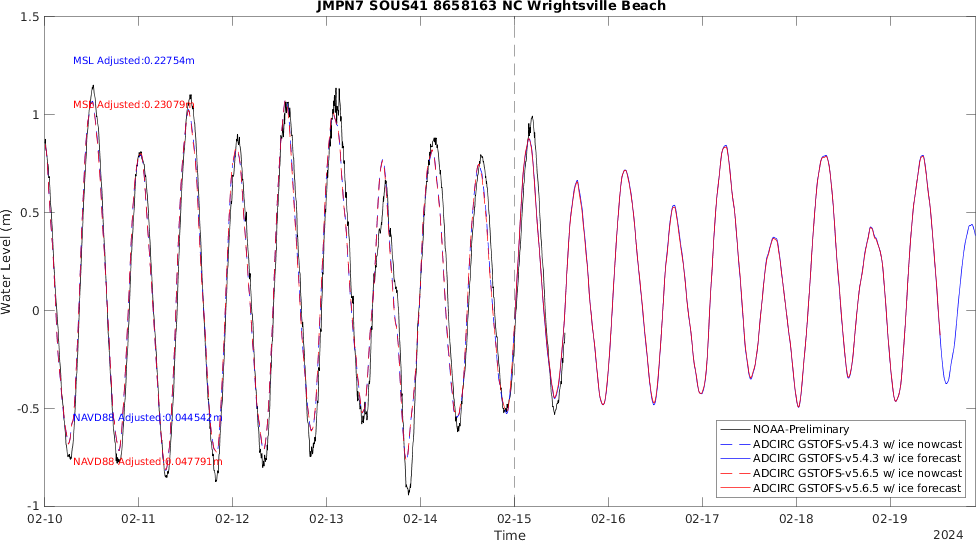 JMPN7 SOUS41 8658163 NC Wrightsville Beach
1.5
1
0.5
0
-0.5
-1
Water Level (m)
MSL Adjusted:0.22754m
MSL Adjusted:0.23079m
NAVD88 Adjusted:0.044542m
NAVD88 Adjusted:0.047791m
NOAA-Preliminary
ADCIRC GSTOFS-v5.4.3 w/ ice nowcast
ADCIRC GSTOFS-v5.4.3 w/ ice forecast
ADCIRC GSTOFS-v5.6.5 w/ ice nowcast
ADCIRC GSTOFS-v5.6.5 w/ ice forecast
02-10 02-11 02-12 02-13 02-14 02-15 02-16 02-17 02-18 02-19
Time
2024